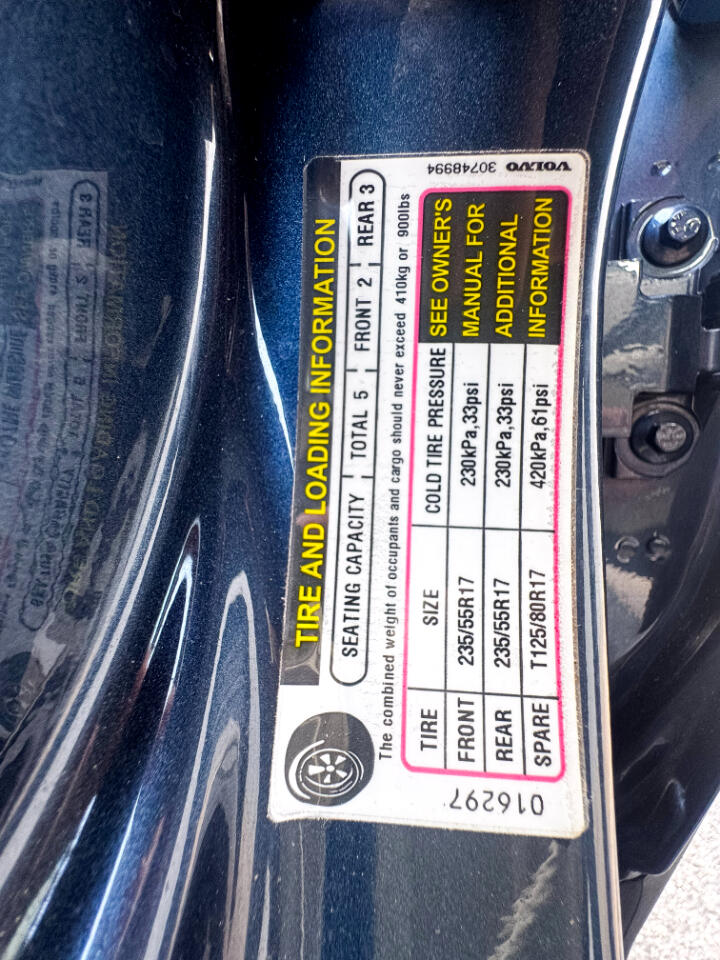 TIRE AND LOADING INFORMATION
SEATING CAPACITY TOTAL 5 FRONT 2 REAR 3
The combined weight of occupants and cargo should never exceed 410kg or 900lbs
TIRE SIZE COLD TIRE PRESSURE SEE OWNER'S
FRONT 235/55R17 230kPa,33psi MANUAL FOR
REAR 235/55R17 230kPa,33psi ADDITIONAL
SPARE T125/80R17 420kPa,61psi INFORMATION
016297
VOLVO 30748994